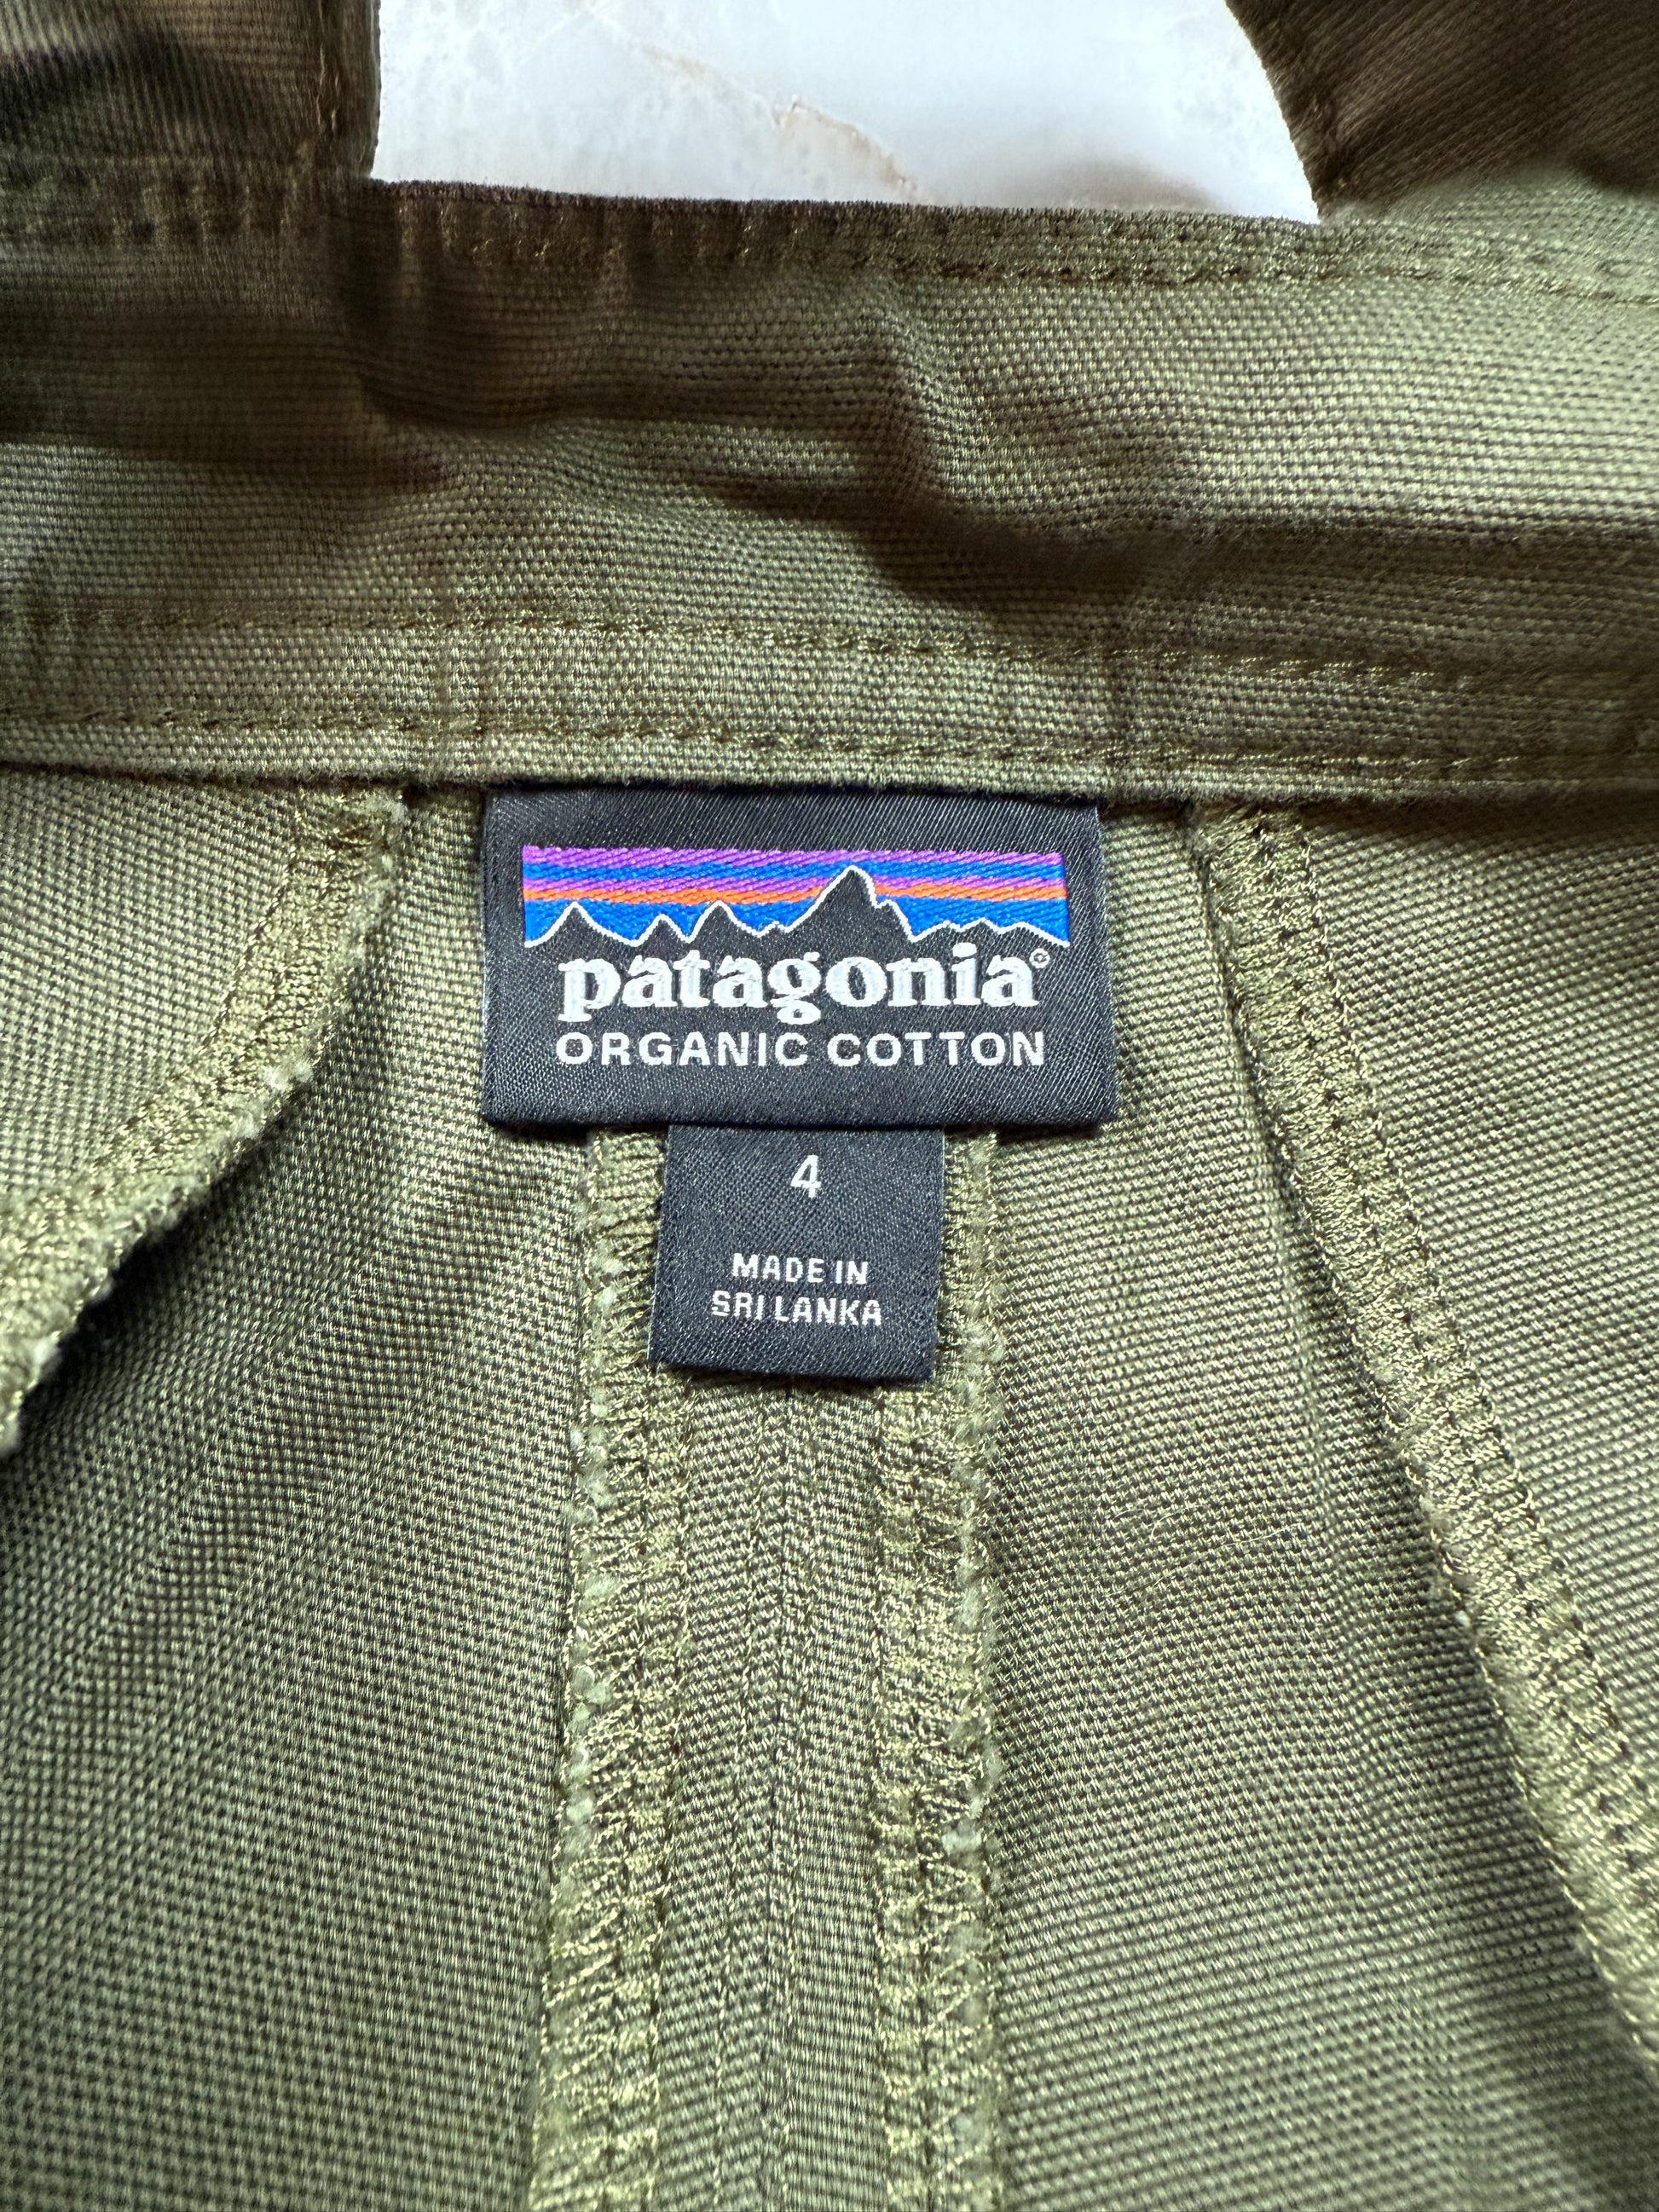 patagonia®
ORGANIC COTTON
4
MADE IN
SRI LANKA